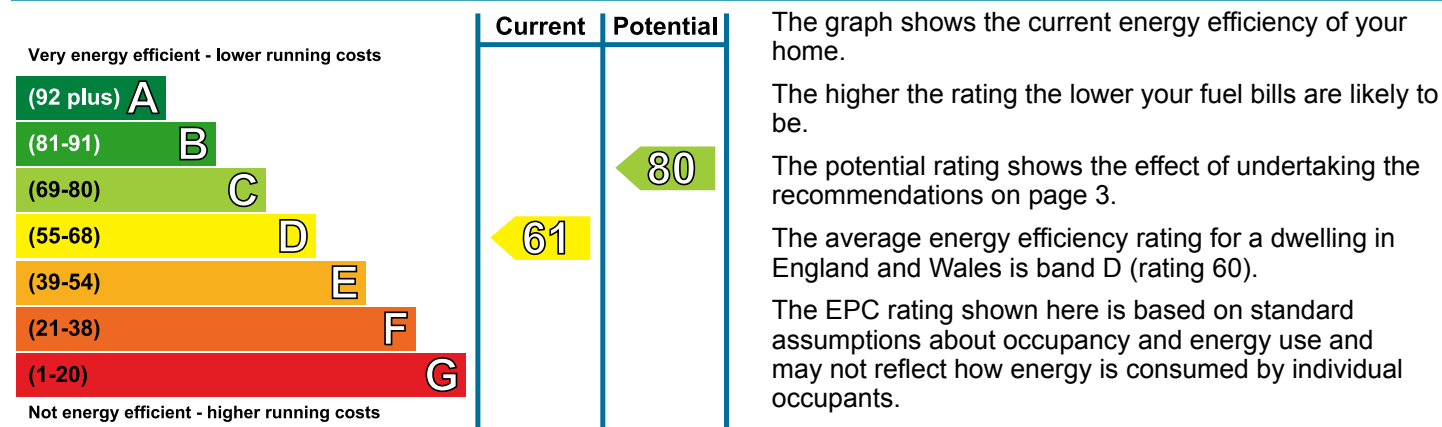 Current Potential
Very energy efficient - lower running costs
(92 plus) A
(81-91) B
(69-80) C
(55-68) D
(39-54) E
(21-38) F
(1-20) G
Not energy efficient - higher running costs
80
61
The graph shows the current energy efficiency of your
home.
The higher the rating the lower your fuel bills are likely to
be.
The potential rating shows the effect of undertaking the
recommendations on page 3.
The average energy efficiency rating for a dwelling in
England and Wales is band D (rating 60).
The EPC rating shown here is based on standard
assumptions about occupancy and energy use and
may not reflect how energy is consumed by individual
occupants.